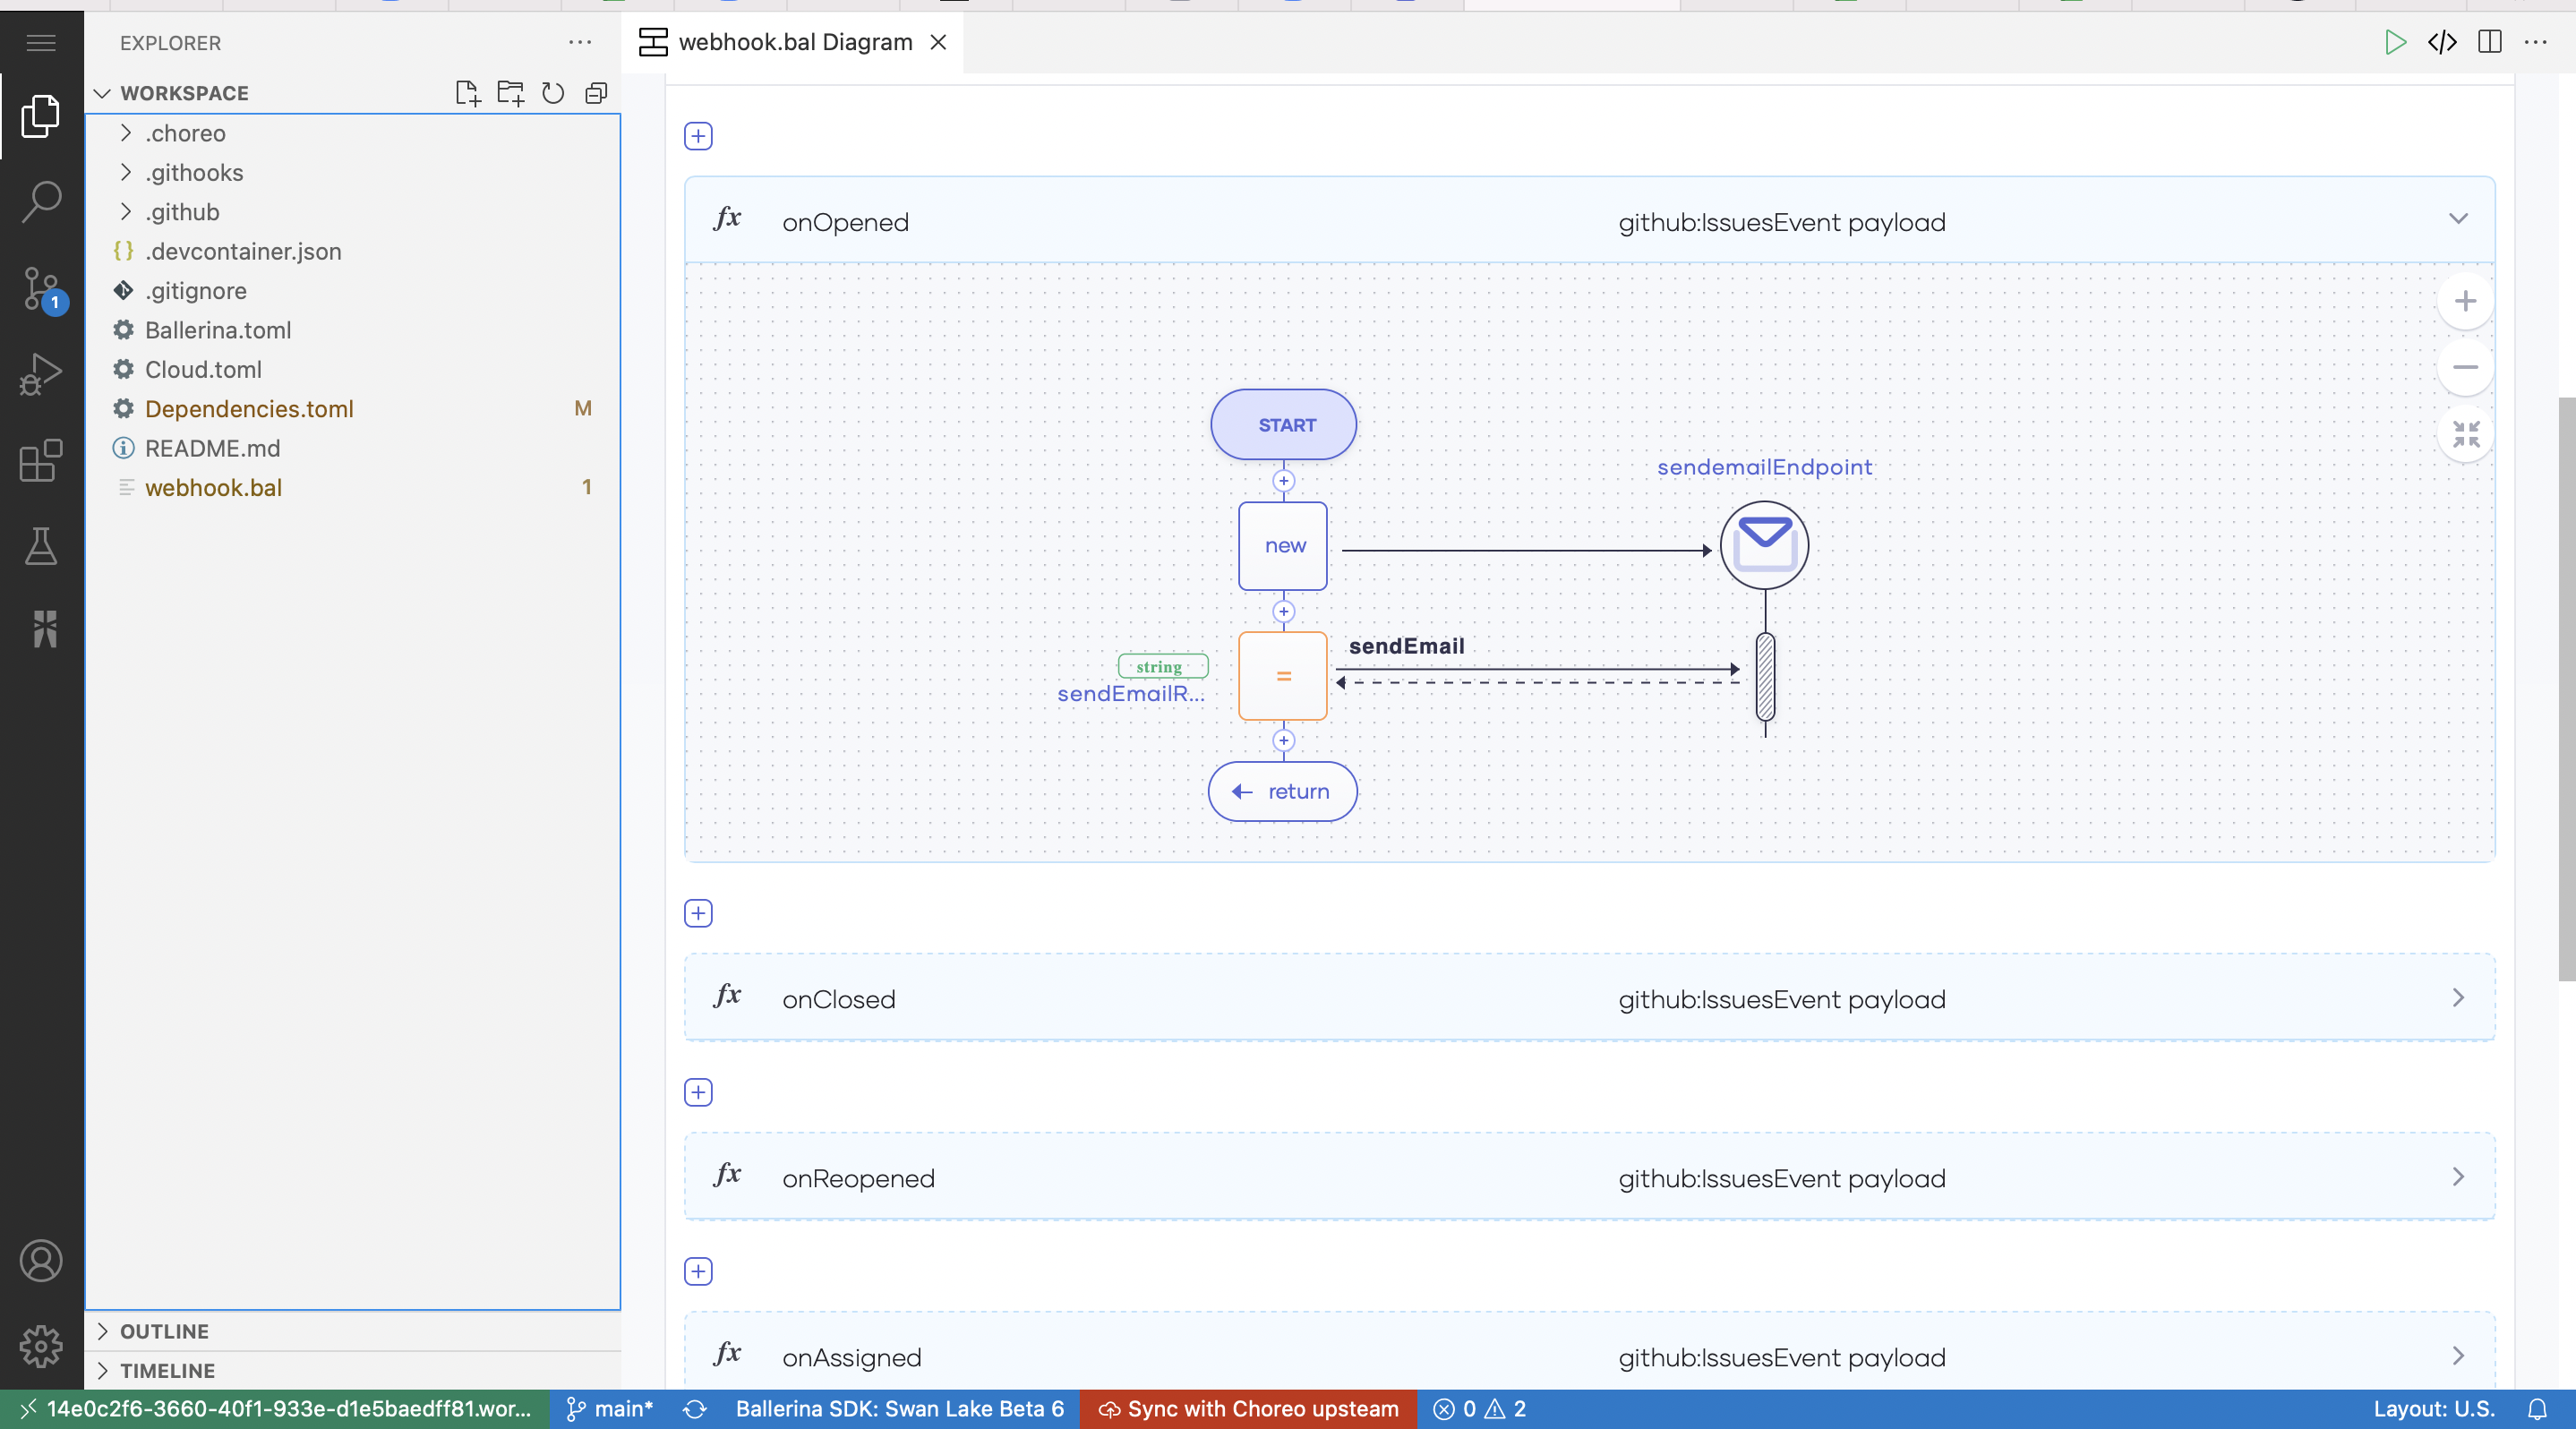 EXPLORER
webhook.bal Diagram
WORKSPACE
.choreo
.githooks
.github
.devcontainer.json
.gitignore
Ballerina.toml
Cloud.toml
Dependencies.toml M
README.md
webhook.bal 1
1
OUTLINE
TIMELINE
fx onOpened github:IssuesEvent payload
START
sendemailEndpoint
new
sendEmail
string
sendEmailR...
=
return
fx onClosed github:IssuesEvent payload
fx onReopened github:IssuesEvent payload
fx onAssigned github:IssuesEvent payload
14e0c2f6-3660-40f1-933e-d1e5baedff81.wor... main* Ballerina SDK: Swan Lake Beta 6 Sync with Choreo upsteam 0 2 Layout: U.S.